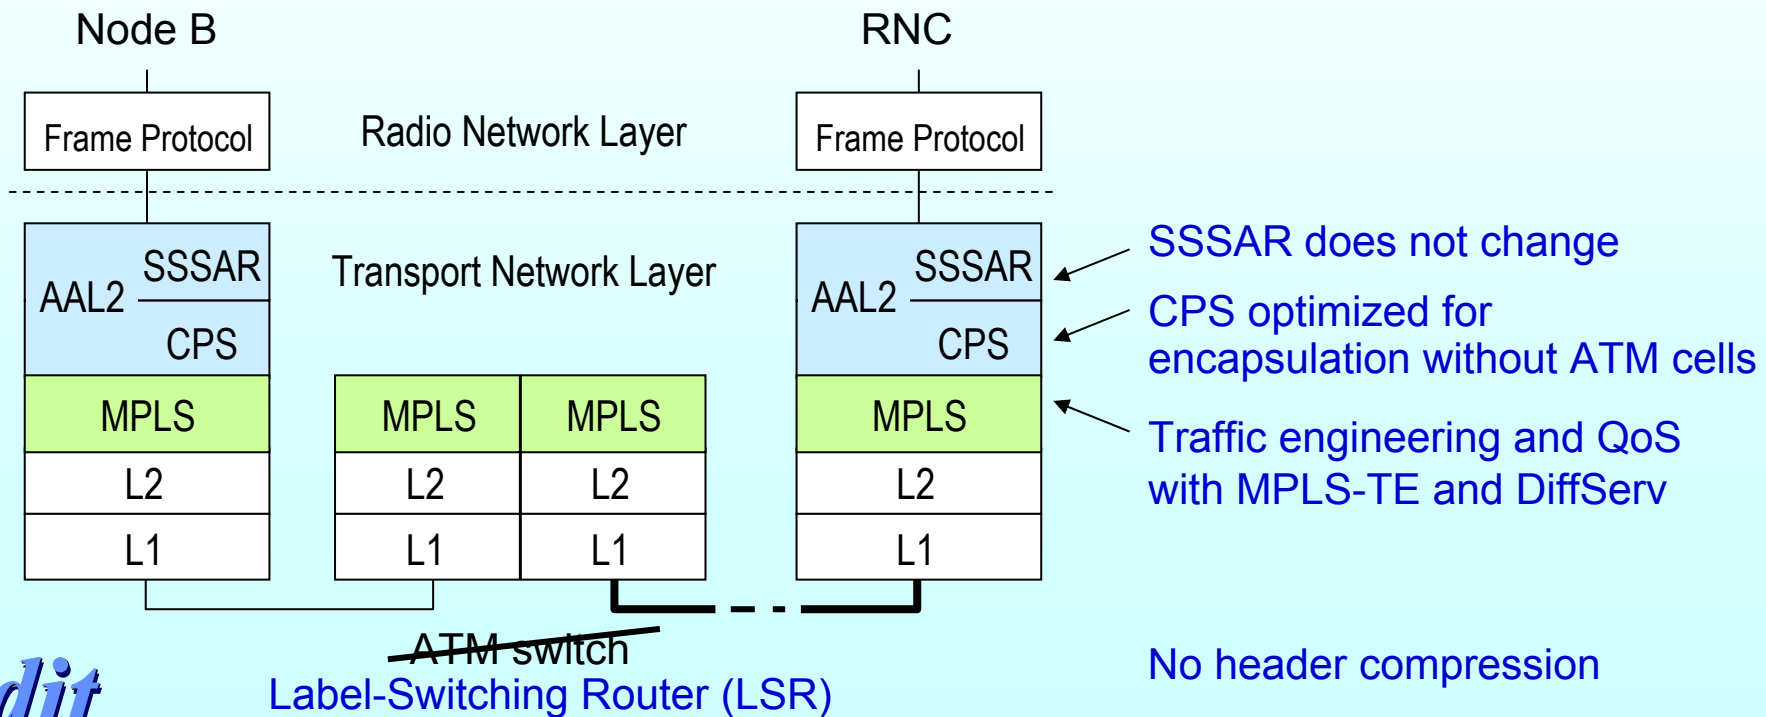 Node B
RNC
Frame Protocol
Radio Network Layer
Frame Protocol
AAL2
SSSAR
CPS
Transport Network Layer
AAL2
SSSAR
CPS
SSSAR does not change
CPS optimized for
encapsulation without ATM cells
MPLS
MPLS
MPLS
MPLS
Traffic engineering and QoS
with MPLS-TE and DiffServ
L2
L2
L2
L2
L1
L1
L1
L1
ATM switch
Label-Switching Router (LSR)
No header compression